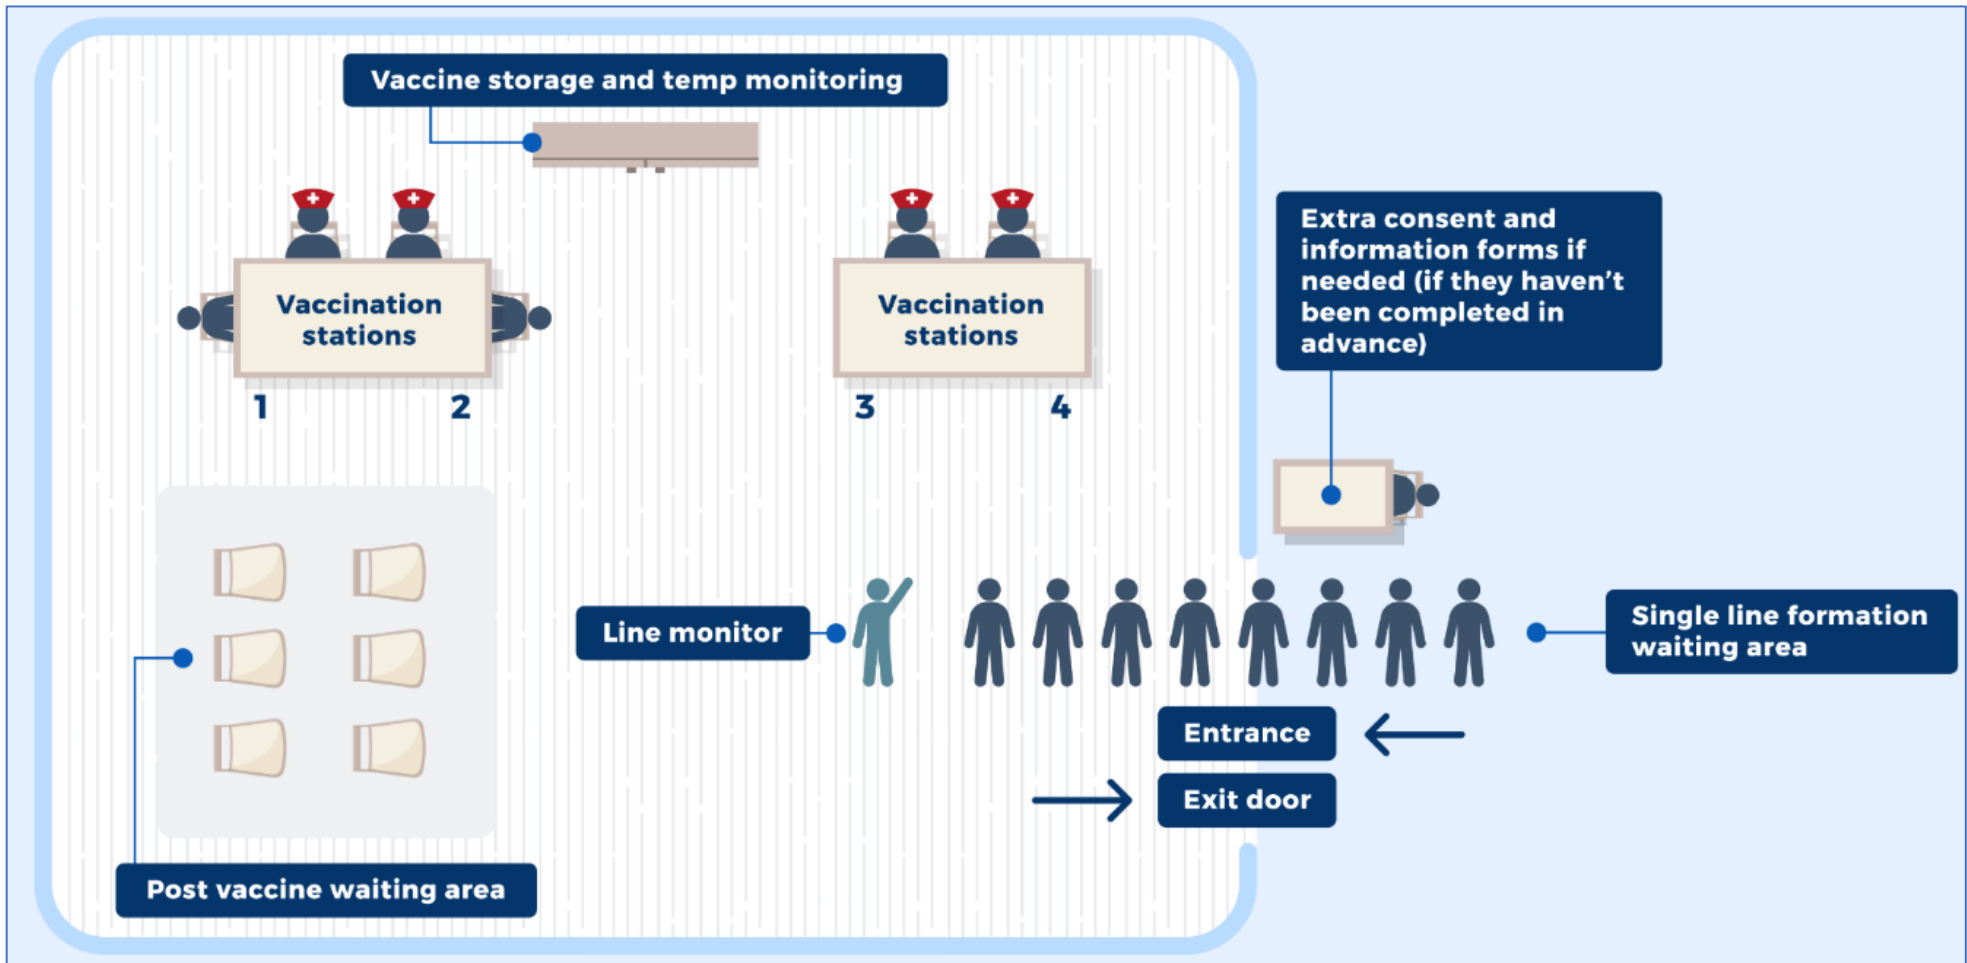 Vaccine storage and temp monitoring
Extra consent and
information forms if
needed (if they haven't
been completed in
advance)
Vaccination
stations
1 2
Vaccination
stations
3 4
Line monitor
Single line formation
waiting area
Entrance
Exit door
Post vaccine waiting area